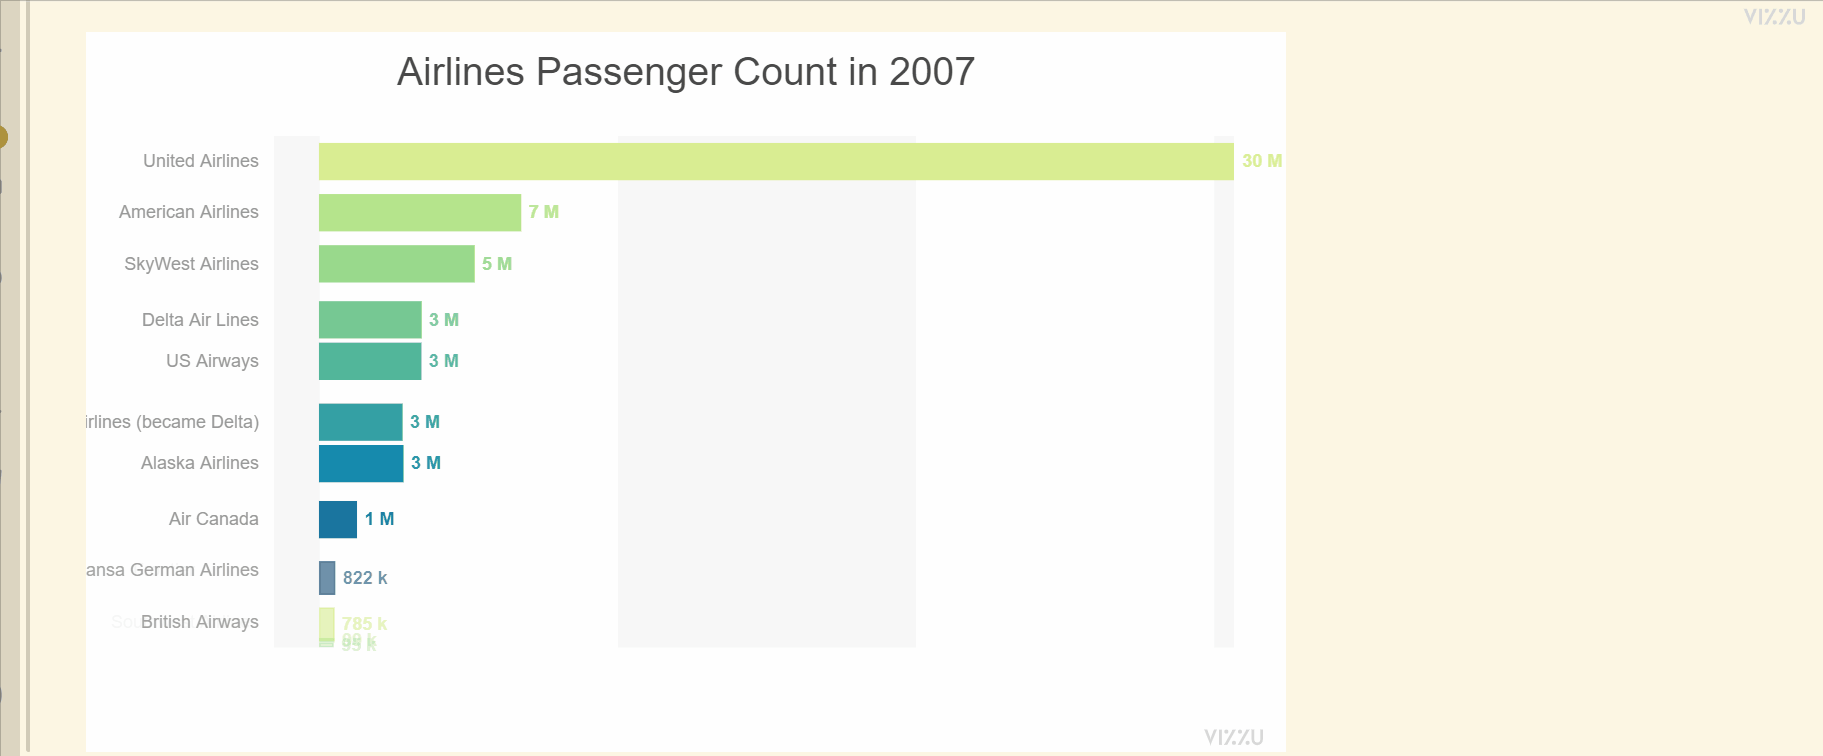 VIZZU
Airlines Passenger Count in 2007
United Airlines 30 M
American Airlines 7 M
SkyWest Airlines 5 M
Delta Air Lines 3 M
US Airways 3 M
irlines (became Delta) 3 M
Alaska Airlines 3 M
Air Canada 1 M
ansa German Airlines 822 k
British Airways 785 k
95 k
VIZZU